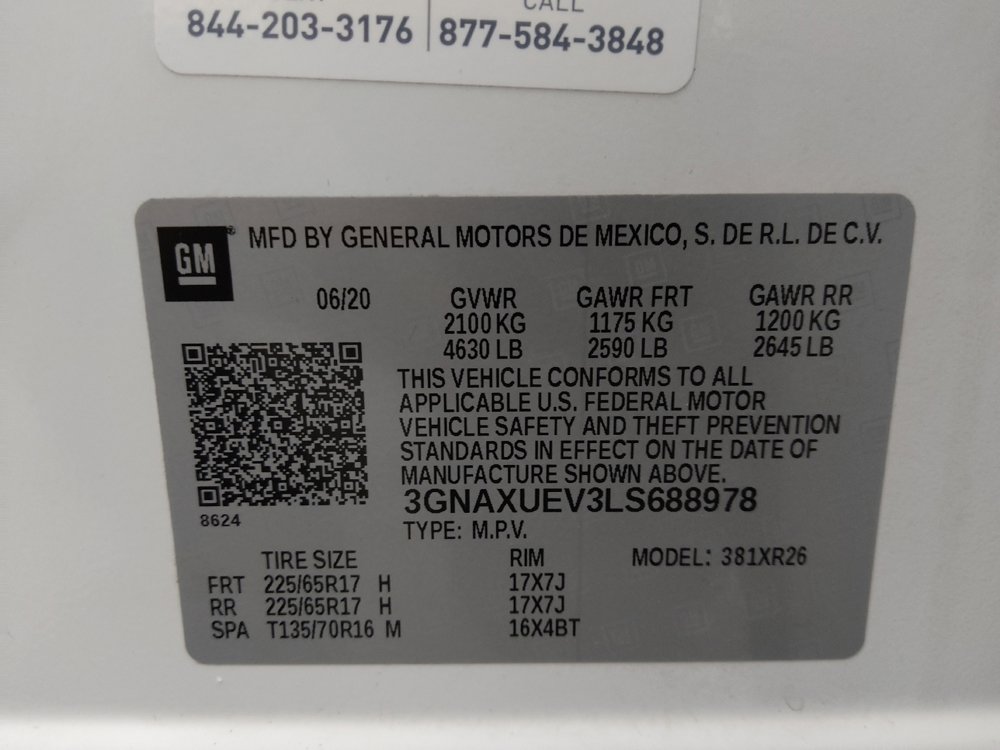 CALL
844-203-3176 877-584-3848
GM® MFD BY GENERAL MOTORS DE MEXICO, S. DE R.L. DE C.V.
06/20 GVWR GAWR FRT GAWR RR
2100 KG 1175 KG 1200 KG
4630 LB 2590 LB 2645 LB
THIS VEHICLE CONFORMS TO ALL
APPLICABLE U.S. FEDERAL MOTOR
VEHICLE SAFETY AND THEFT PREVENTION
STANDARDS IN EFFECT ON THE DATE OF
MANUFACTURE SHOWN ABOVE.
3GNAXUEV3LS688978
8624
TYPE: M.P.V.
TIRE SIZE RIM MODEL: 381XR26
FRT 225/65R17 H 17X7J
RR 225/65R17 H 17X7J
SPA T135/70R16 M 16X4BT